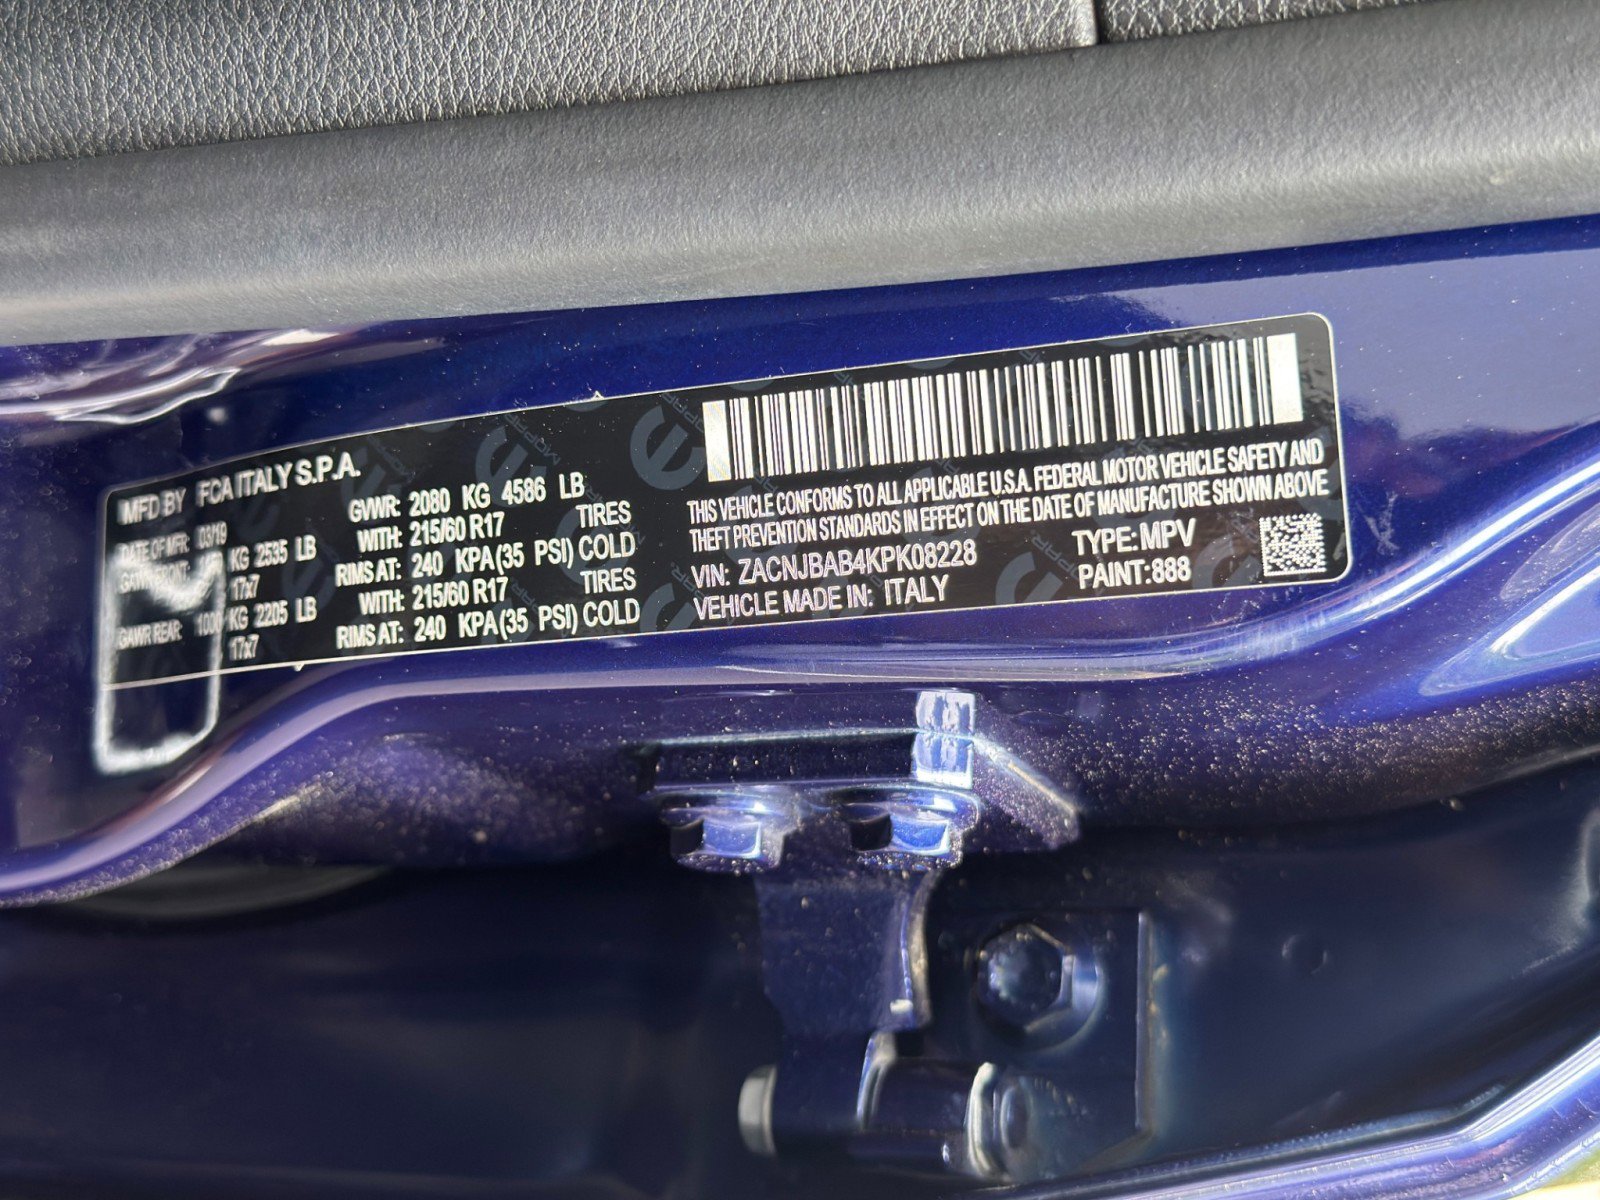 MFD BY FCA ITALY S.P.A.
DATE OF MFR: 03/19 GVWR: 2080 KG 4586 LB
GAWR FRONT: KG 2535 LB WITH: 215/60 R17 TIRES
17x7 RIMS AT: 240 KPA(35 PSI) COLD
GAWR REAR: 1000 KG 2205 LB WITH: 215/60 R17 TIRES
17x7 RIMS AT: 240 KPA(35 PSI) COLD
THIS VEHICLE CONFORMS TO ALL APPLICABLE U.S.A. FEDERAL MOTOR VEHICLE SAFETY AND
THEFT PREVENTION STANDARDS IN EFFECT ON THE DATE OF MANUFACTURE SHOWN ABOVE
VIN: ZACNJBAB4KPK08228 TYPE: MPV
VEHICLE MADE IN: ITALY PAINT: 888